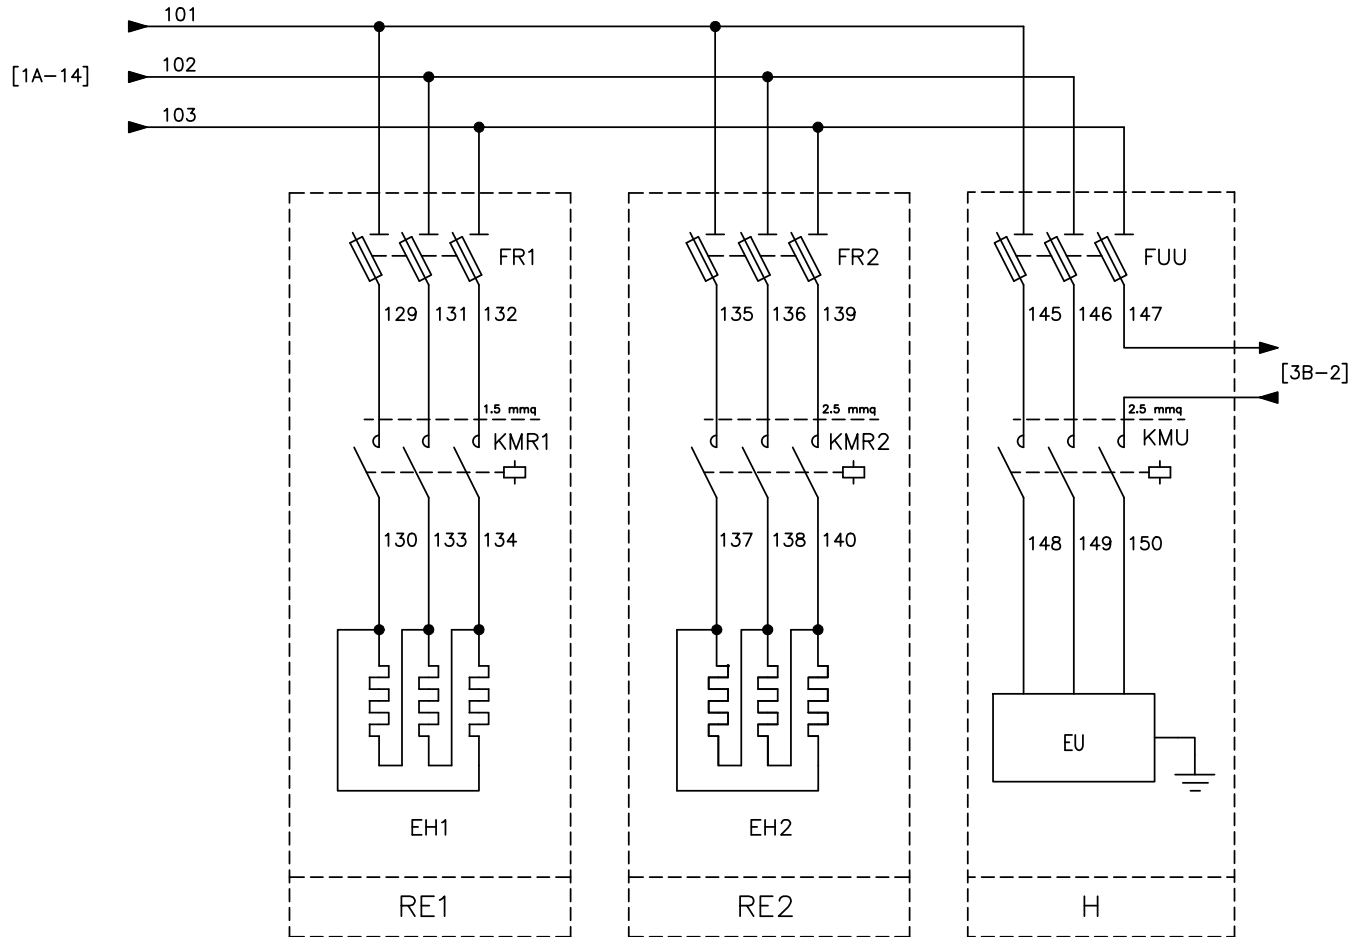 101
[1A-14]
102
103
FR1
FR2
FUU
129 131 132
135 136 139
145 146 147
[3B-2]
1.5 mmq
2.5 mmq
2.5 mmq
KMR1
KMR2
KMU
130 133 134
137 138 140
148 149 150
EU
EH1
EH2
RE1
RE2
H